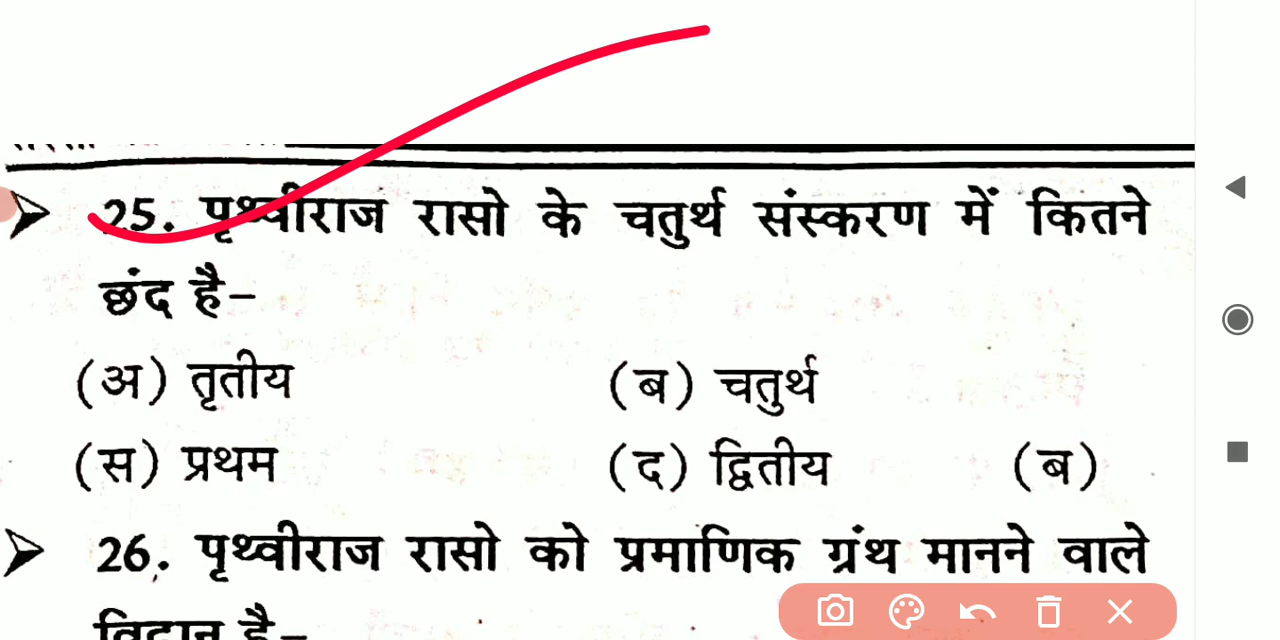 25. पृथ्वीराज रासो के चतुर्थ संस्करण में कितने
छंद है–
(अ) तृतीय (ब) चतुर्थ
(स) प्रथम (द) द्वितीय (ब)
26. पृथ्वीराज रासो को प्रमाणिक ग्रंथ मानने वाले
विद्वान है–